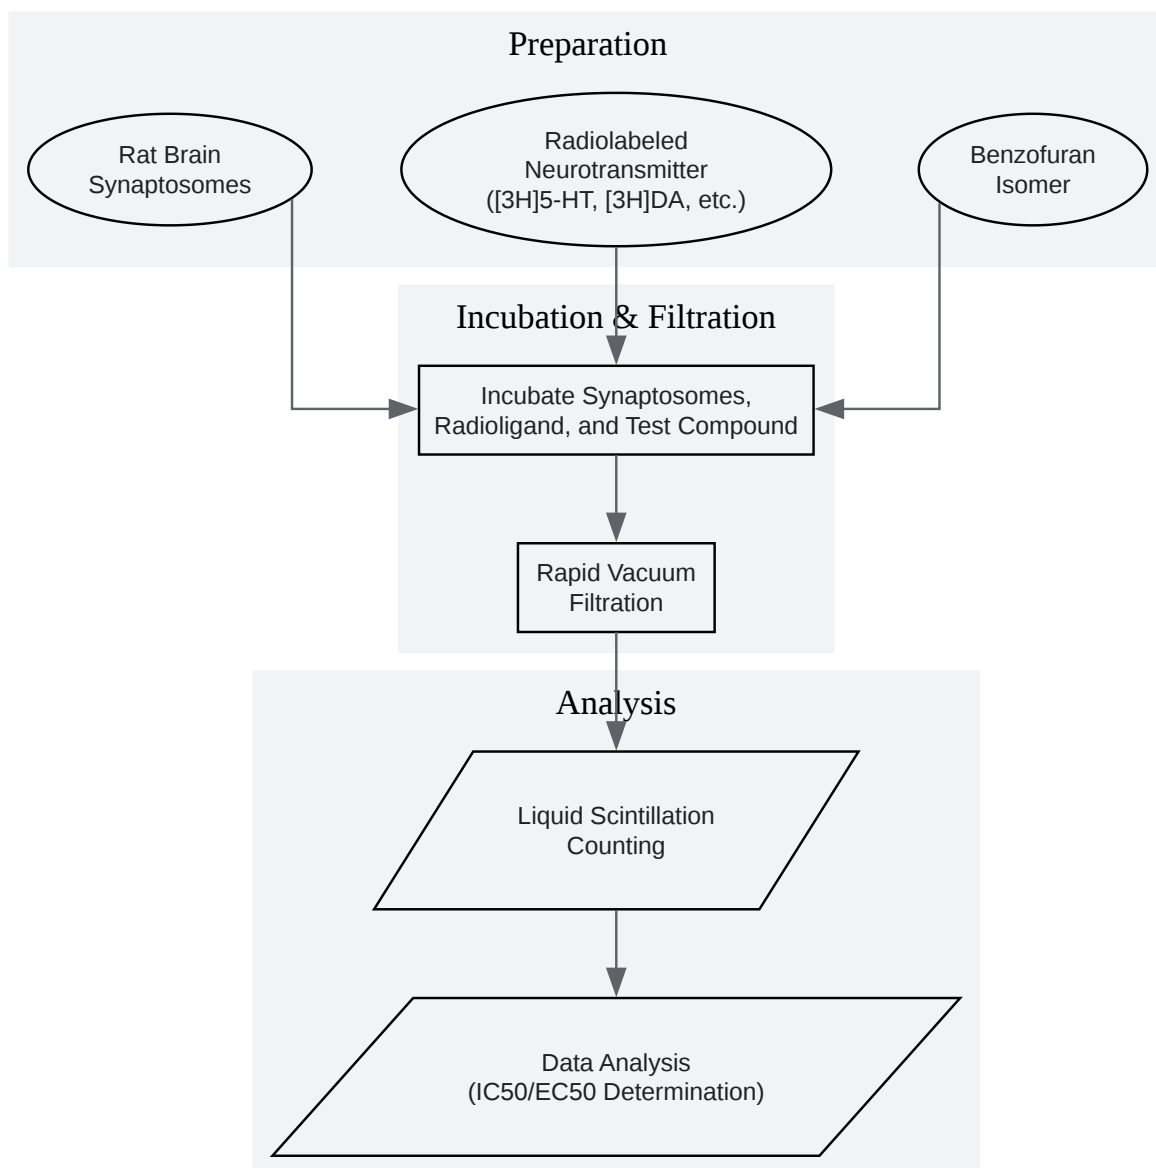 Preparation
Rat Brain
Synaptosomes
Radiolabeled
Neurotransmitter
([3H]5-HT, [3H]DA, etc.)
Benzofuran
Isomer
Incubation & Filtration
Incubate Synaptosomes,
Radioligand, and Test Compound
Rapid Vacuum
Filtration
Analysis
Liquid Scintillation
Counting
Data Analysis
(IC50/EC50 Determination)